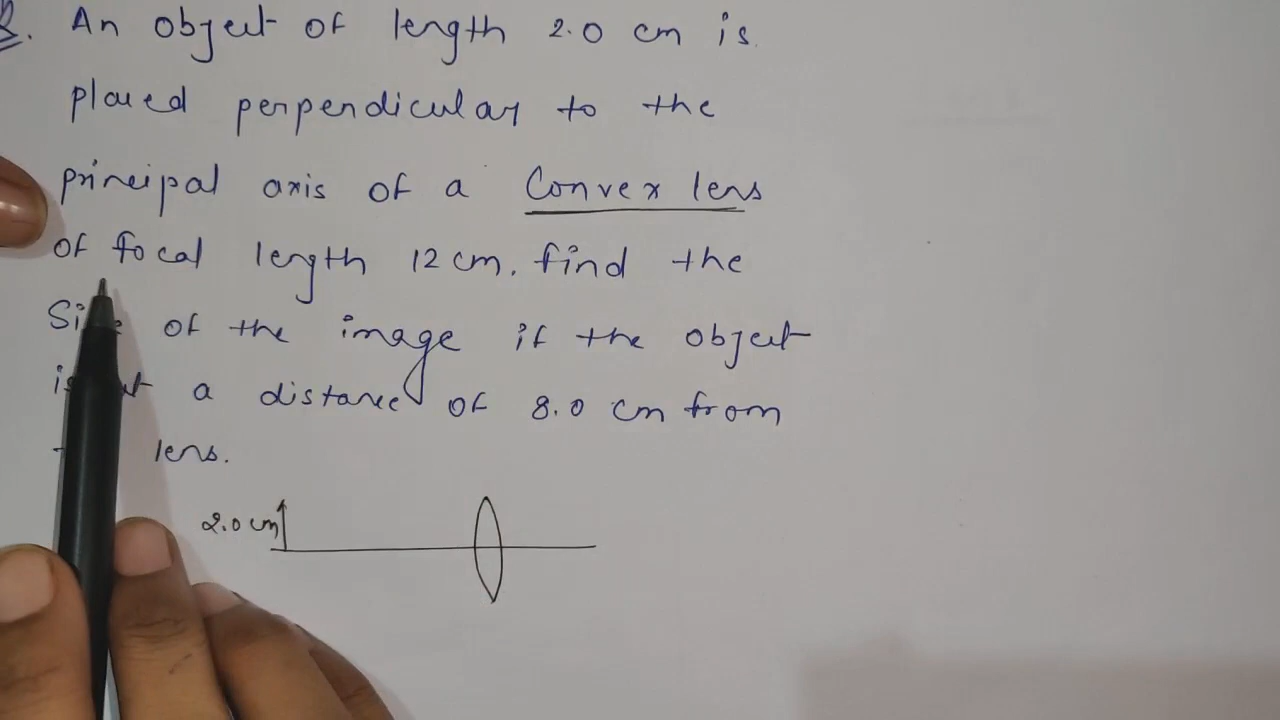 Q. An object of length 2.0 cm is
placed perpendicular to the
principal axis of a Convex lens
of focal length 12 cm. find the
of the image if the object
a distance of 8.0 cm from
lens.
2.0 cm